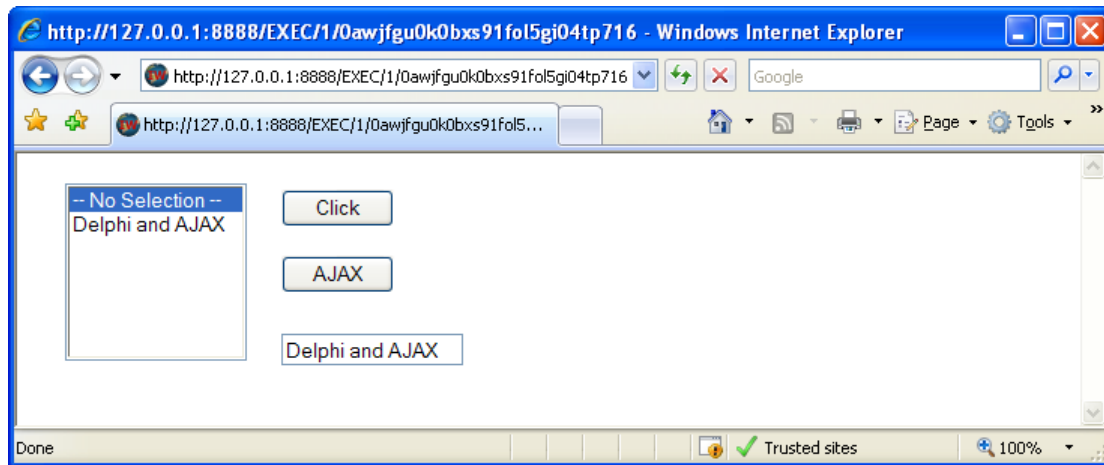 http://127.0.0.1:8888/EXEC/1/0awjfgu0k0bxs91fol5gi04tp716 - Windows Internet Explorer
http://127.0.0.1:8888/EXEC/1/0awjfgu0k0bxs91fol5gi04tp716
Google
http://127.0.0.1:8888/EXEC/1/0awjfgu0k0bxs91fol5...
Page
Tools
»
-- No Selection --
Delphi and AJAX
Click
AJAX
Delphi and AJAX
Done
Trusted sites
100%